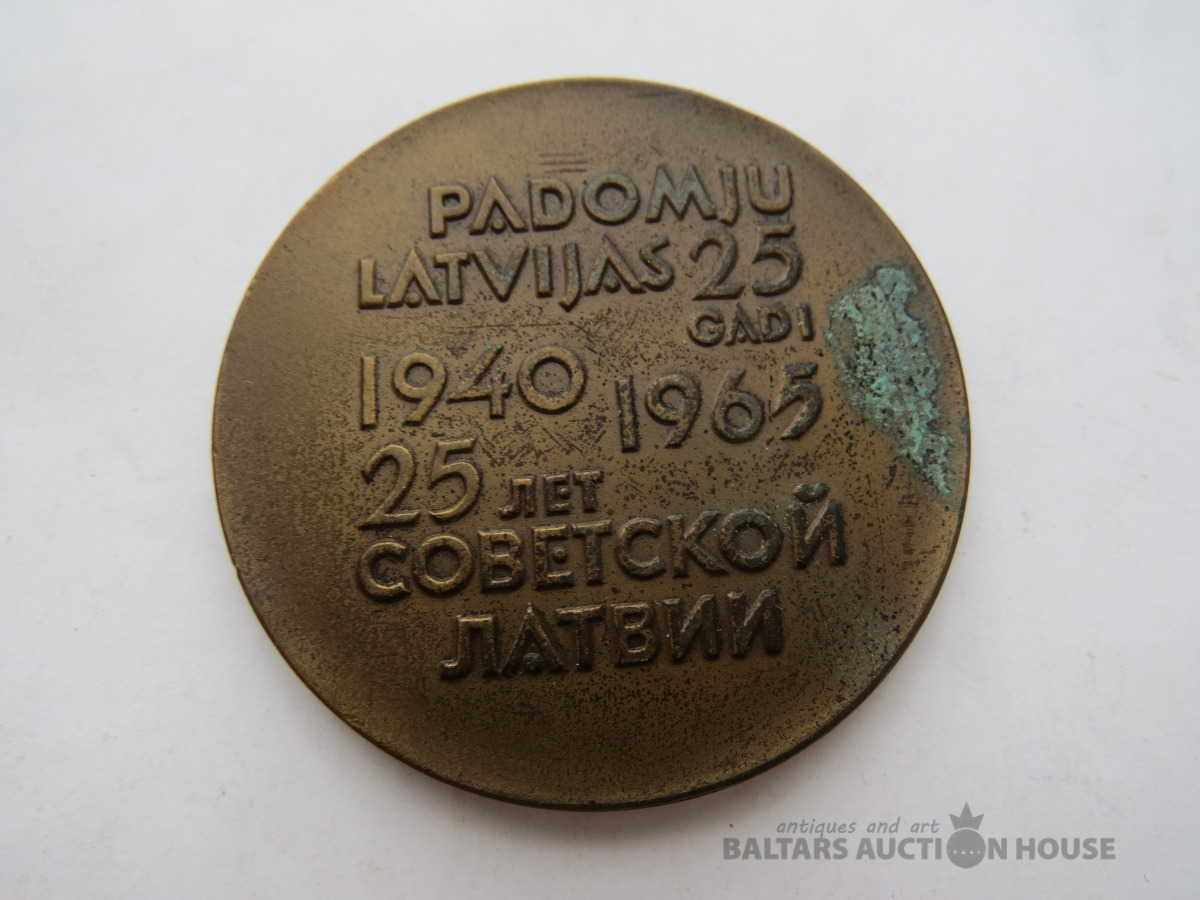 PADOMJU
LATVIJAS 25
GADI
1940 1965
25 ЛЕТ
СОВЕТСКОЙ
ЛАТВИИ
antiques and art
BALTARS AUCTION HOUSE